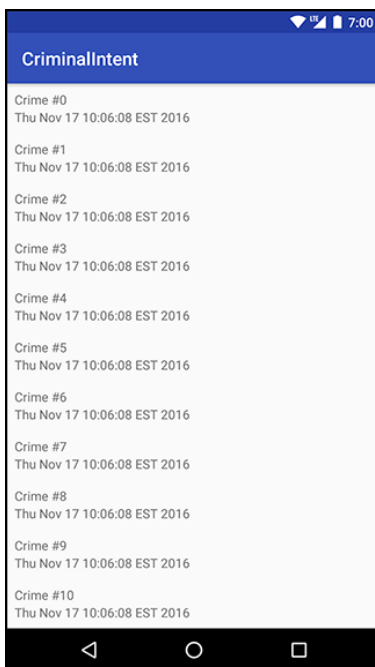 LTE 7:00
CriminalIntent
Crime #0
Thu Nov 17 10:06:08 EST 2016
Crime #1
Thu Nov 17 10:06:08 EST 2016
Crime #2
Thu Nov 17 10:06:08 EST 2016
Crime #3
Thu Nov 17 10:06:08 EST 2016
Crime #4
Thu Nov 17 10:06:08 EST 2016
Crime #5
Thu Nov 17 10:06:08 EST 2016
Crime #6
Thu Nov 17 10:06:08 EST 2016
Crime #7
Thu Nov 17 10:06:08 EST 2016
Crime #8
Thu Nov 17 10:06:08 EST 2016
Crime #9
Thu Nov 17 10:06:08 EST 2016
Crime #10
Thu Nov 17 10:06:08 EST 2016